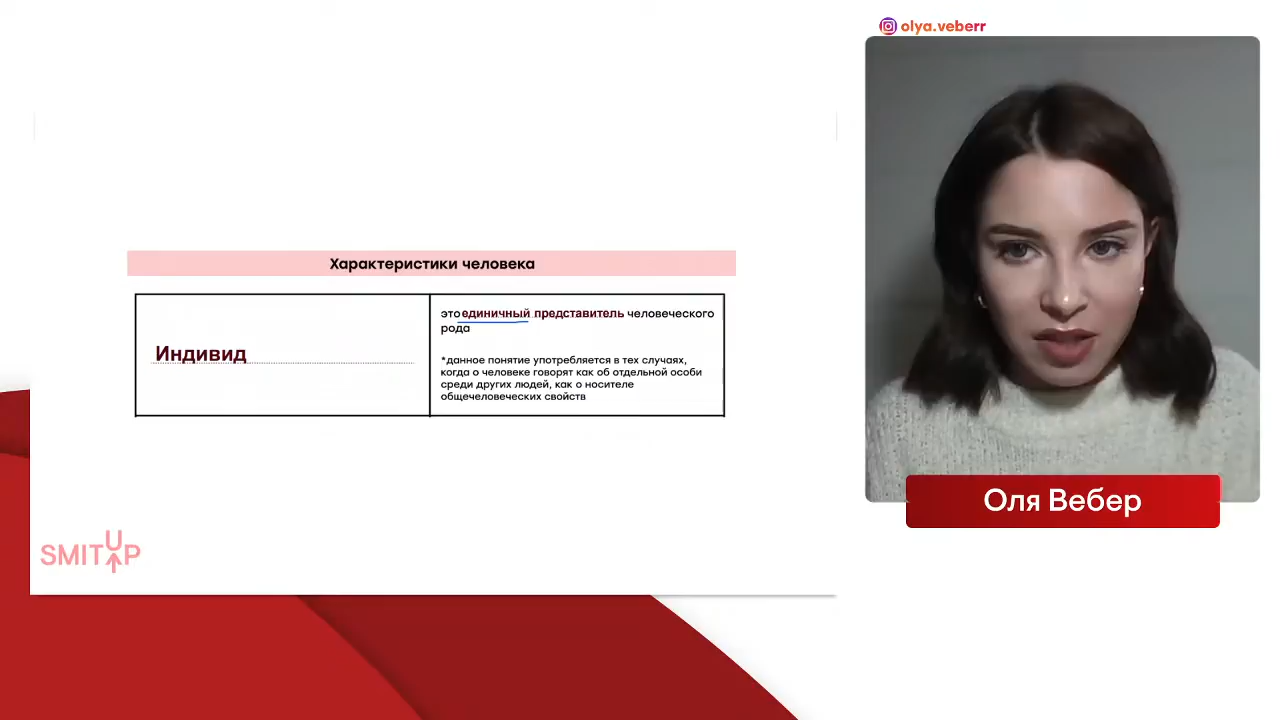 olya.veberr
Характеристики человека
Индивид
это единичный представитель человеческого
рода
*данное понятие употребляется в тех случаях,
когда о человеке говорят как об отдельной особи
среди других людей, как о носителе
общечеловеческих свойств
Оля Вебер
SMITUP